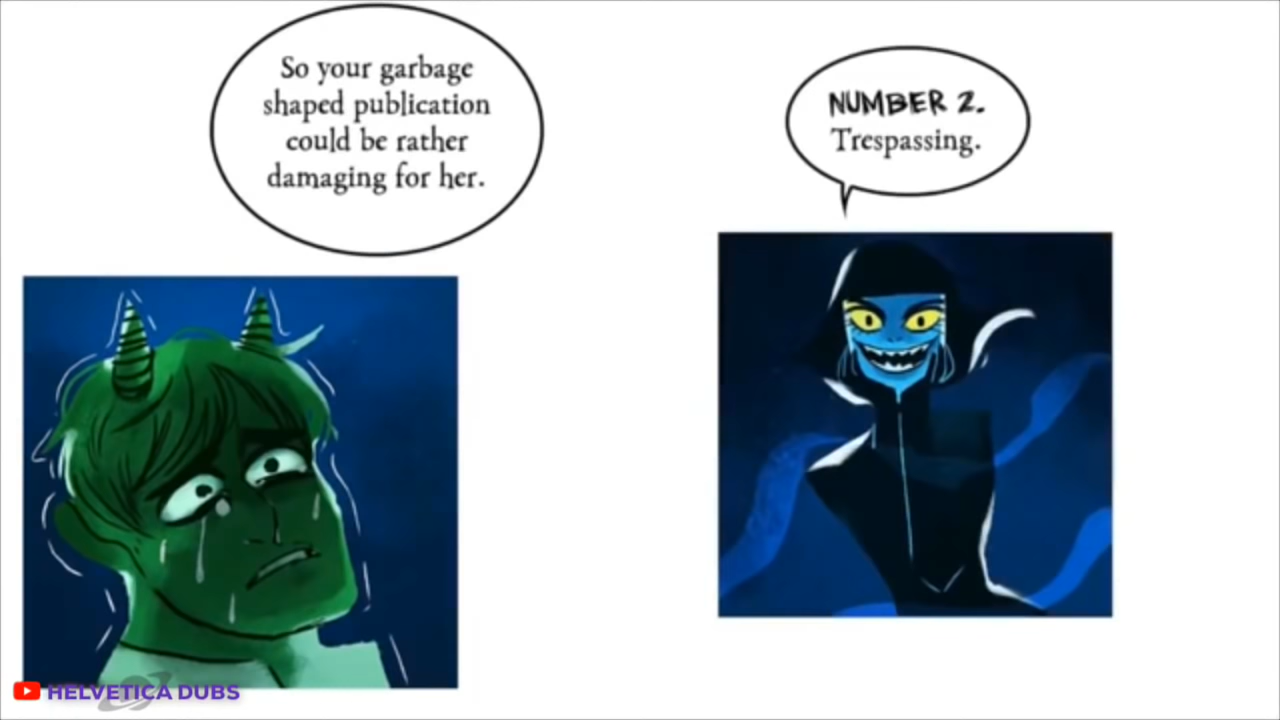 So your garbage
shaped publication
could be rather
damaging for her.
NUMBER 2.
Trespassing.
HELVETICA DUBS